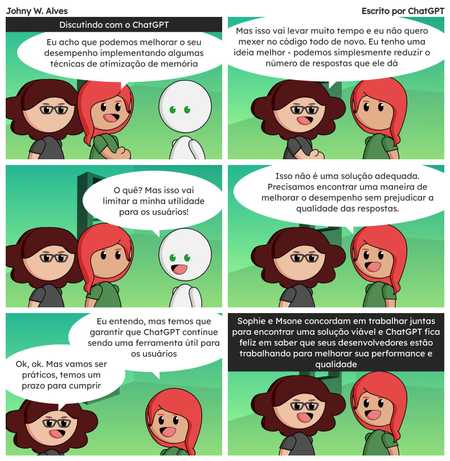 Johny W. Alves
Escrito por ChatGPT
Discutindo com o ChatGPT
Eu acho que podemos melhorar o seu
desempenho implementando algumas
técnicas de otimização de memória
Mas isso vai levar muito tempo e eu não quero
mexer no código todo de novo. Eu tenho uma
ideia melhor - podemos simplesmente reduzir o
número de respostas que ele dá
O quê? Mas isso vai
limitar a minha utilidade
para os usuários!
Isso não é uma solução adequada.
Precisamos encontrar uma maneira de
melhorar o desempenho sem prejudicar a
qualidade das respostas.
Eu entendo, mas temos que
garantir que ChatGPT continue
sendo uma ferramenta útil para
os usuários
Ok, ok. Mas vamos ser
práticos, temos um
prazo para cumprir
Sophie e Msone concordam em trabalhar juntas
para encontrar uma solução viável e ChatGPT fica
feliz em saber que seus desenvolvedores estão
trabalhando para melhorar sua performance e
qualidade